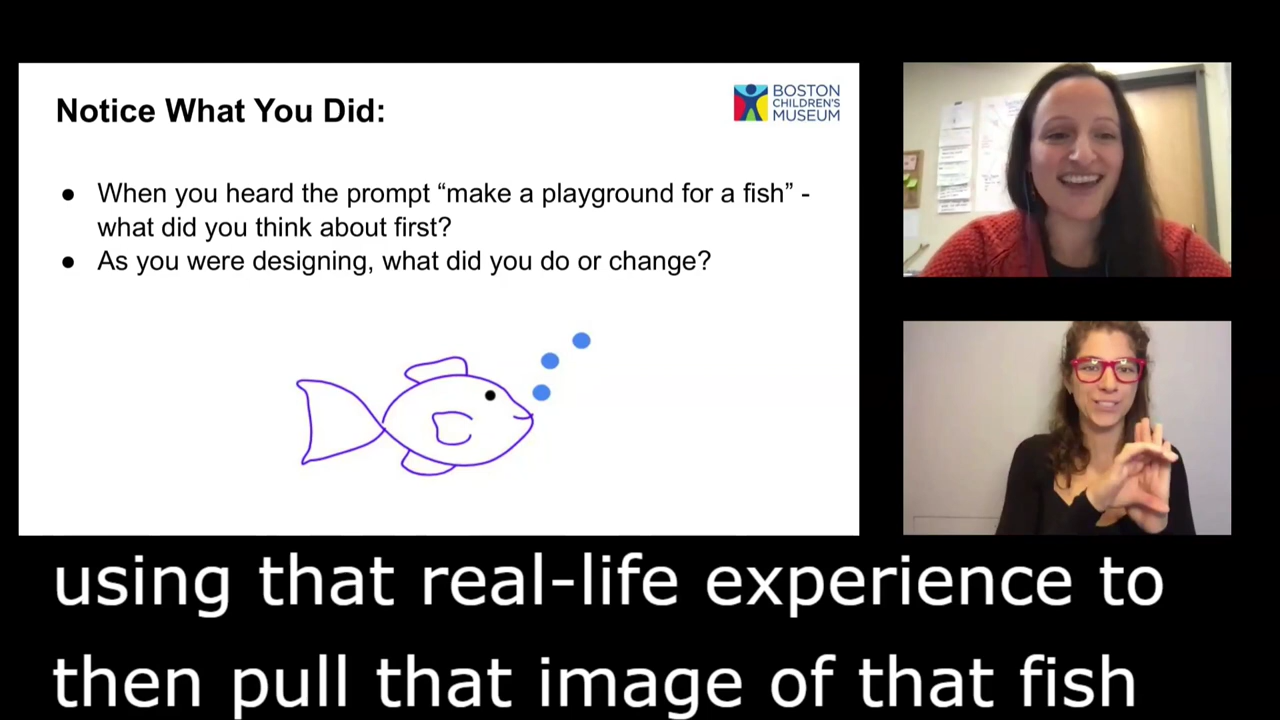 Notice What You Did:
BOSTON
CHILDREN'S
MUSEUM
● When you heard the prompt “make a playground for a fish” -
what did you think about first?
● As you were designing, what did you do or change?
using that real-life experience to
then pull that image of that fish